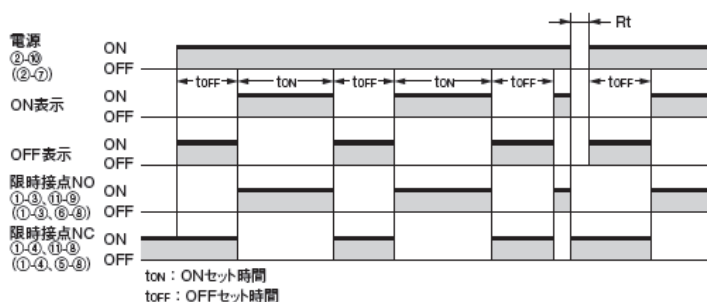 Rt
電源
②-⑩
(②-⑦)
ON
OFF
tOFF
tON
tOFF
tON
tOFF
tOFF
ON表示
ON
OFF
OFF表示
ON
OFF
限時接点NO
①-③、⑪-⑨
(①-③、⑥-⑧)
ON
OFF
限時接点NC
①-④、⑪-⑧
(①-④、⑤-⑧)
ON
OFF
tON：ONセット時間
tOFF：OFFセット時間